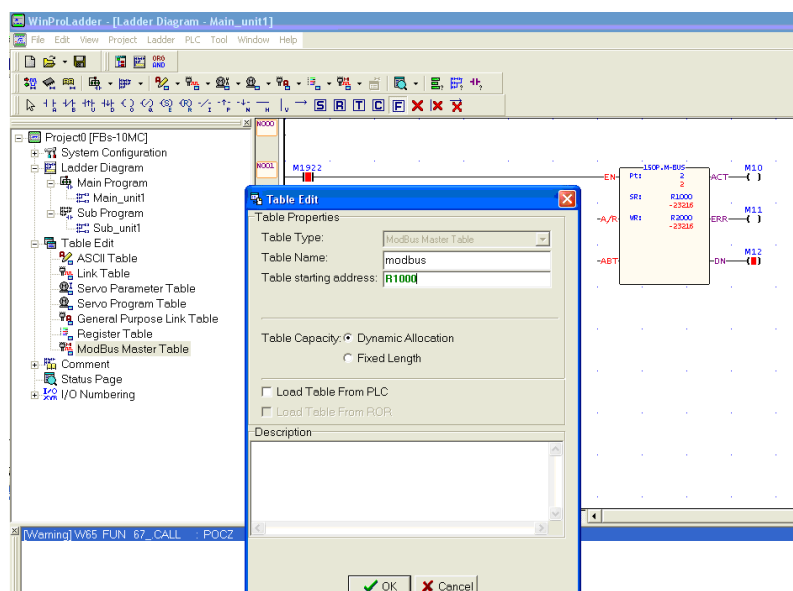 WinProLadder - [Ladder Diagram - Main_unit1]
File Edit View Project Ladder PLC Tool Window Help
ORG
GND
S R T C F
Project0 [FBs-10MC]
System Configuration
Ladder Diagram
Main Program
Main_unit1
Sub Program
Sub_unit1
Table Edit
ASCII Table
Link Table
Servo Parameter Table
Servo Program Table
General Purpose Link Table
Register Table
ModBus Master Table
Comment
Status Page
I/O Numbering
N000
N001
M1922
EN
150P.M-BUS
Pt: 2
2
SR: R1000
-23216
WR: R2000
-23216
A/R
ABT
ACT
M10
ERR
M11
DN
M12
Table Edit
Table Properties
Table Type: ModBus Master Table
Table Name: modbus
Table starting address: R1000
Table Capacity: Dynamic Allocation
Fixed Length
Load Table From PLC
Load Table From ROR
Description
OK Cancel
[Warning] W65 FUN 67_.CALL : POCZ